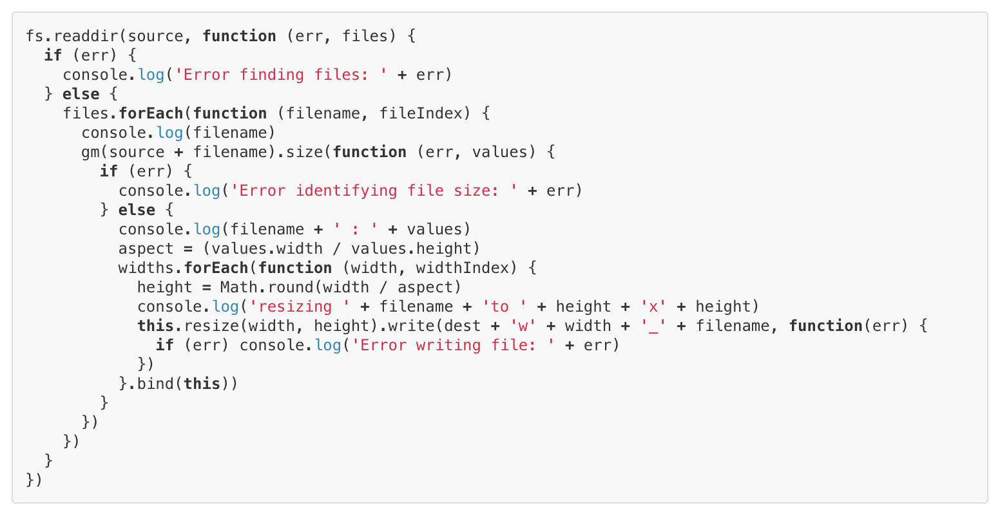 fs.readdir(source, function (err, files) {
  if (err) {
    console.log('Error finding files: ' + err)
  } else {
    files.forEach(function (filename, fileIndex) {
      console.log(filename)
      gm(source + filename).size(function (err, values) {
        if (err) {
          console.log('Error identifying file size: ' + err)
        } else {
          console.log(filename + ' : ' + values)
          aspect = (values.width / values.height)
          widths.forEach(function (width, widthIndex) {
            height = Math.round(width / aspect)
            console.log('resizing ' + filename + 'to ' + height + 'x' + height)
            this.resize(width, height).write(dest + 'w' + width + '_' + filename, function(err) {
              if (err) console.log('Error writing file: ' + err)
            })
          }.bind(this))
        }
      })
    })
  }
})